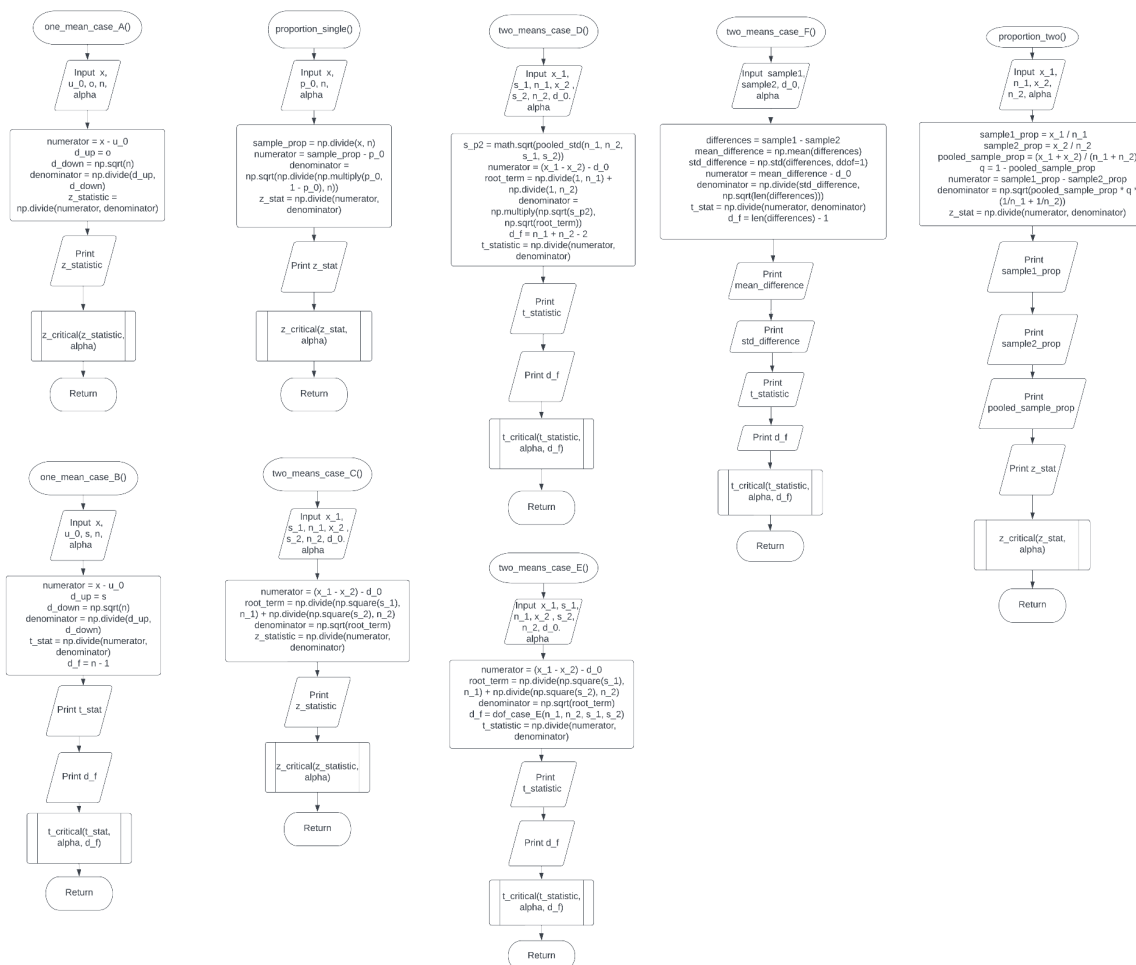 one_mean_case_A()
Input x,
u_0, o, n,
alpha
numerator = x - u_0
d_up = o
d_down = np.sqrt(n)
denominator = np.divide(d_up,
d_down)
z_statistic =
np.divide(numerator, denominator)
Print
z_statistic
z_critical(z_statistic,
alpha)
Return
one_mean_case_B()
Input x,
u_0, s, n,
alpha
numerator = x - u_0
d_up = s
d_down = np.sqrt(n)
denominator = np.divide(d_up,
d_down)
t_stat = np.divide(numerator,
denominator)
d_f = n - 1
Print t_stat
Print d_f
t_critical(t_stat,
alpha, d_f)
Return
proportion_single()
Input x,
p_0, n,
alpha
sample_prop = np.divide(x, n)
numerator = sample_prop - p_0
denominator =
np.sqrt(np.divide(np.multiply(p_0,
1 - p_0), n))
z_stat = np.divide(numerator,
denominator)
Print z_stat
z_critical(z_stat,
alpha)
Return
two_means_case_C()
Input x_1,
s_1, n_1, x_2 ,
s_2, n_2, d_0.
alpha
numerator = (x_1 - x_2) - d_0
root_term = np.divide(np.square(s_1),
n_1) + np.divide(np.square(s_2), n_2)
denominator = np.sqrt(root_term)
z_statistic = np.divide(numerator,
denominator)
Print
z_statistic
z_critical(z_statistic,
alpha)
Return
two_means_case_D()
Input x_1,
s_1, n_1, x_2 ,
s_2, n_2, d_0.
alpha
s_p2 = math.sqrt(pooled_std(n_1, n_2,
s_1, s_2))
numerator = (x_1 - x_2) - d_0
root_term = np.divide(1, n_1) +
np.divide(1, n_2)
denominator =
np.multiply(np.sqrt(s_p2),
np.sqrt(root_term))
d_f = n_1 + n_2 - 2
t_statistic = np.divide(numerator,
denominator)
Print
t_statistic
Print d_f
t_critical(t_statistic,
alpha, d_f)
Return
two_means_case_E()
Input x_1, s_1,
n_1, x_2 , s_2,
n_2, d_0.
alpha
numerator = (x_1 - x_2) - d_0
root_term = np.divide(np.square(s_1),
n_1) + np.divide(np.square(s_2), n_2)
denominator = np.sqrt(root_term)
d_f = dof_case_E(n_1, n_2, s_1, s_2)
t_statistic = np.divide(numerator,
denominator)
Print
t_statistic
Print d_f
t_critical(t_statistic,
alpha, d_f)
Return
two_means_case_F()
Input sample1,
sample2, d_0,
alpha
differences = sample1 - sample2
mean_difference = np.mean(differences)
std_difference = np.std(differences, ddof=1)
numerator = mean_difference - d_0
denominator = np.divide(std_difference,
np.sqrt(len(differences)))
t_stat = np.divide(numerator, denominator)
d_f = len(differences) - 1
Print
mean_difference
Print
std_difference
Print
t_statistic
Print d_f
t_critical(t_statistic,
alpha, d_f)
Return
proportion_two()
Input x_1,
n_1, x_2,
n_2, alpha
sample1_prop = x_1 / n_1
sample2_prop = x_2 / n_2
pooled_sample_prop = (x_1 + x_2) / (n_1 + n_2)
q = 1 - pooled_sample_prop
numerator = sample1_prop - sample2_prop
denominator = np.sqrt(pooled_sample_prop * q *
(1/n_1 + 1/n_2))
z_stat = np.divide(numerator, denominator)
Print
sample1_prop
Print
sample2_prop
Print
pooled_sample_prop
Print z_stat
z_critical(z_stat,
alpha)
Return